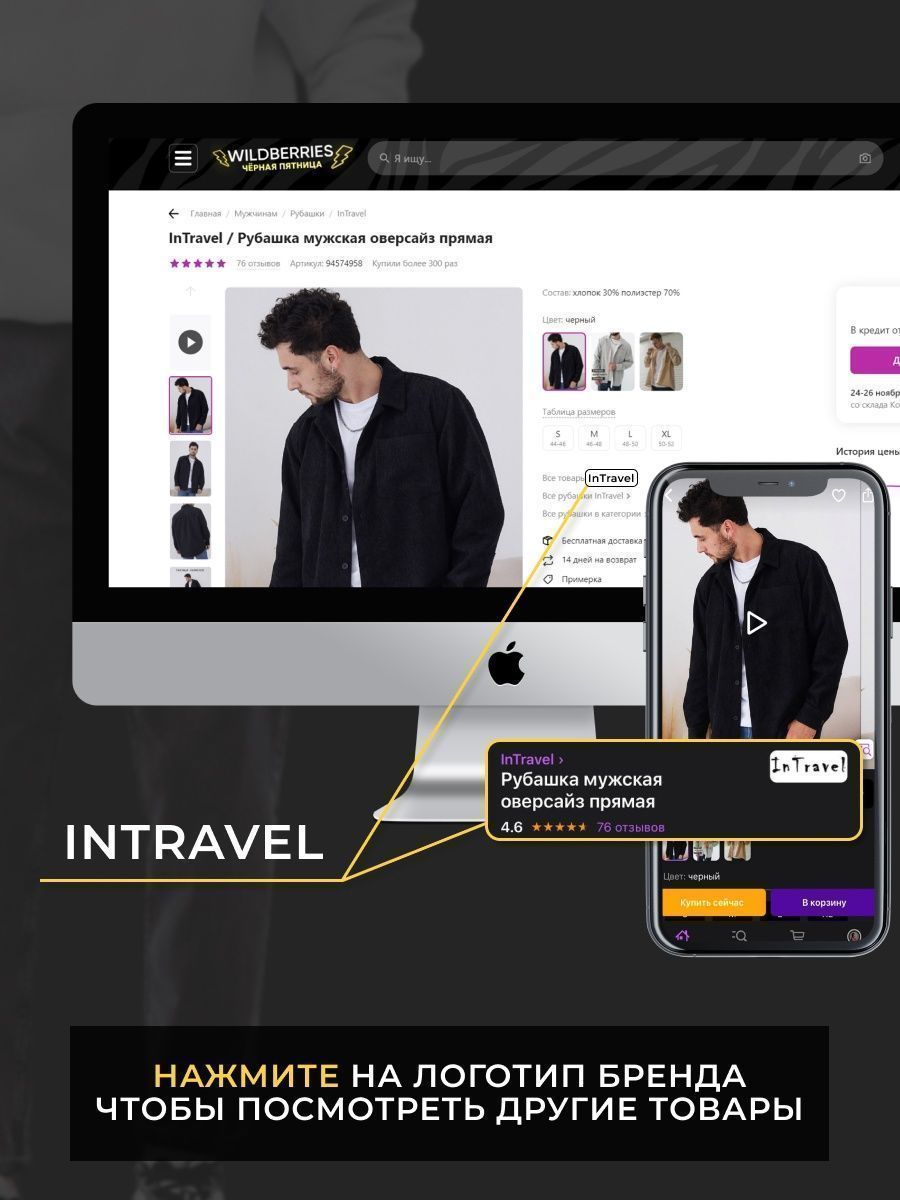 WILDBERRIES
ЧЁРНАЯ ПЯТНИЦА
Я ищу...
Главная / Мужчинам / Рубашки / InTravel
InTravel / Рубашка мужская оверсайз прямая
76 отзывов Артикул: 94574958 Купили более 300 раз
Состав: хлопок 30% полиэстер 70%
Цвет: черный
Таблица размеров
S M L XL
44-46 46-48 48-50 50-52
Все товары InTravel
Все рубашки InTravel >
Все рубашки в категории
Бесплатная доставка
14 дней на возврат
Примерка
В кредит от
Д
24-26 ноябр
со склада Ко
История цены
InTravel ›
InTravel
Рубашка мужская
оверсайз прямая
4.6 76 отзывов
Цвет: черный
Купить сейчас В корзину
INTRAVEL
НАЖМИТЕ НА ЛОГОТИП БРЕНДА
ЧТОБЫ ПОСМОТРЕТЬ ДРУГИЕ ТОВАРЫ